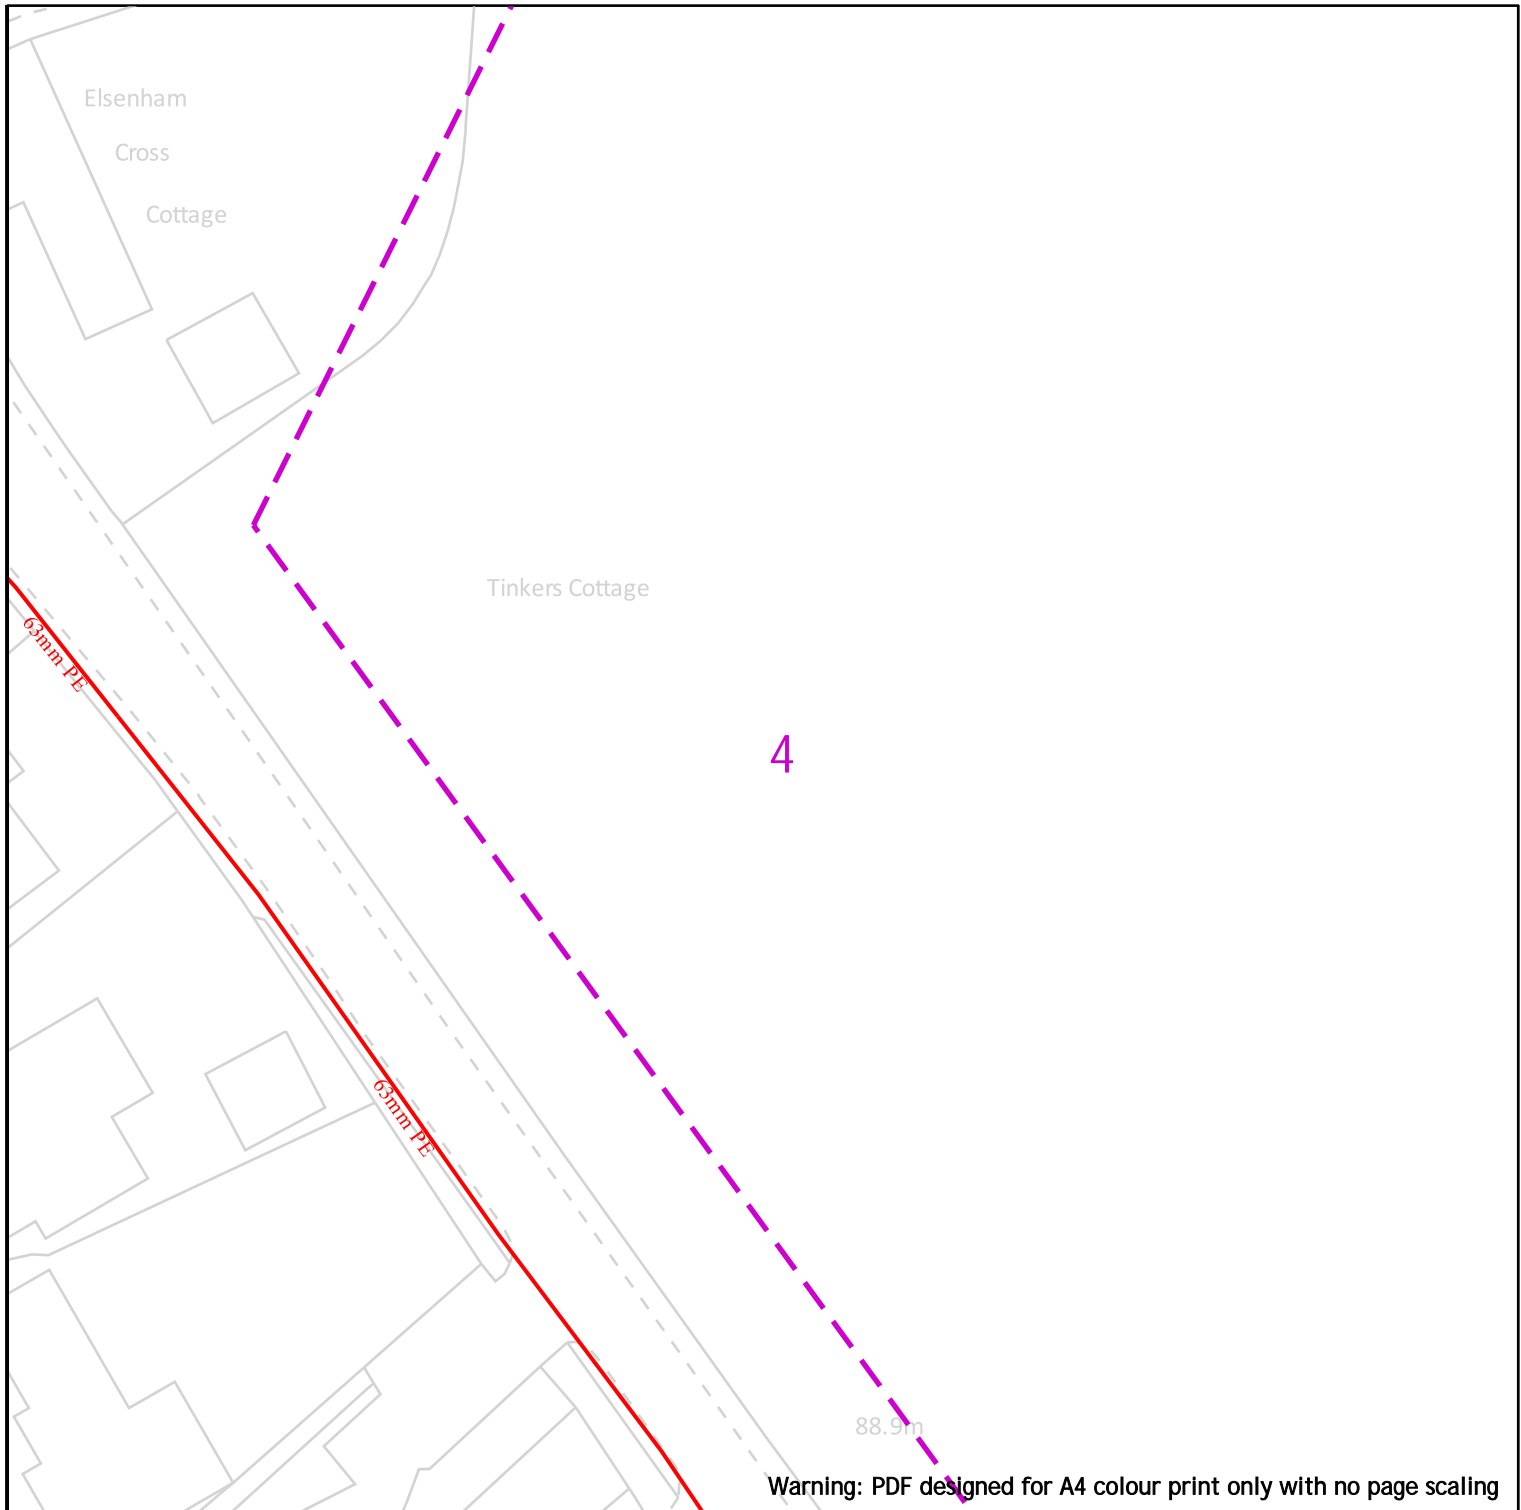 Elsenham
Cross
Cottage
Tinkers Cottage
63mm PE
4
63mm PE
88.9m
Warning: PDF designed for A4 colour print only with no page scaling